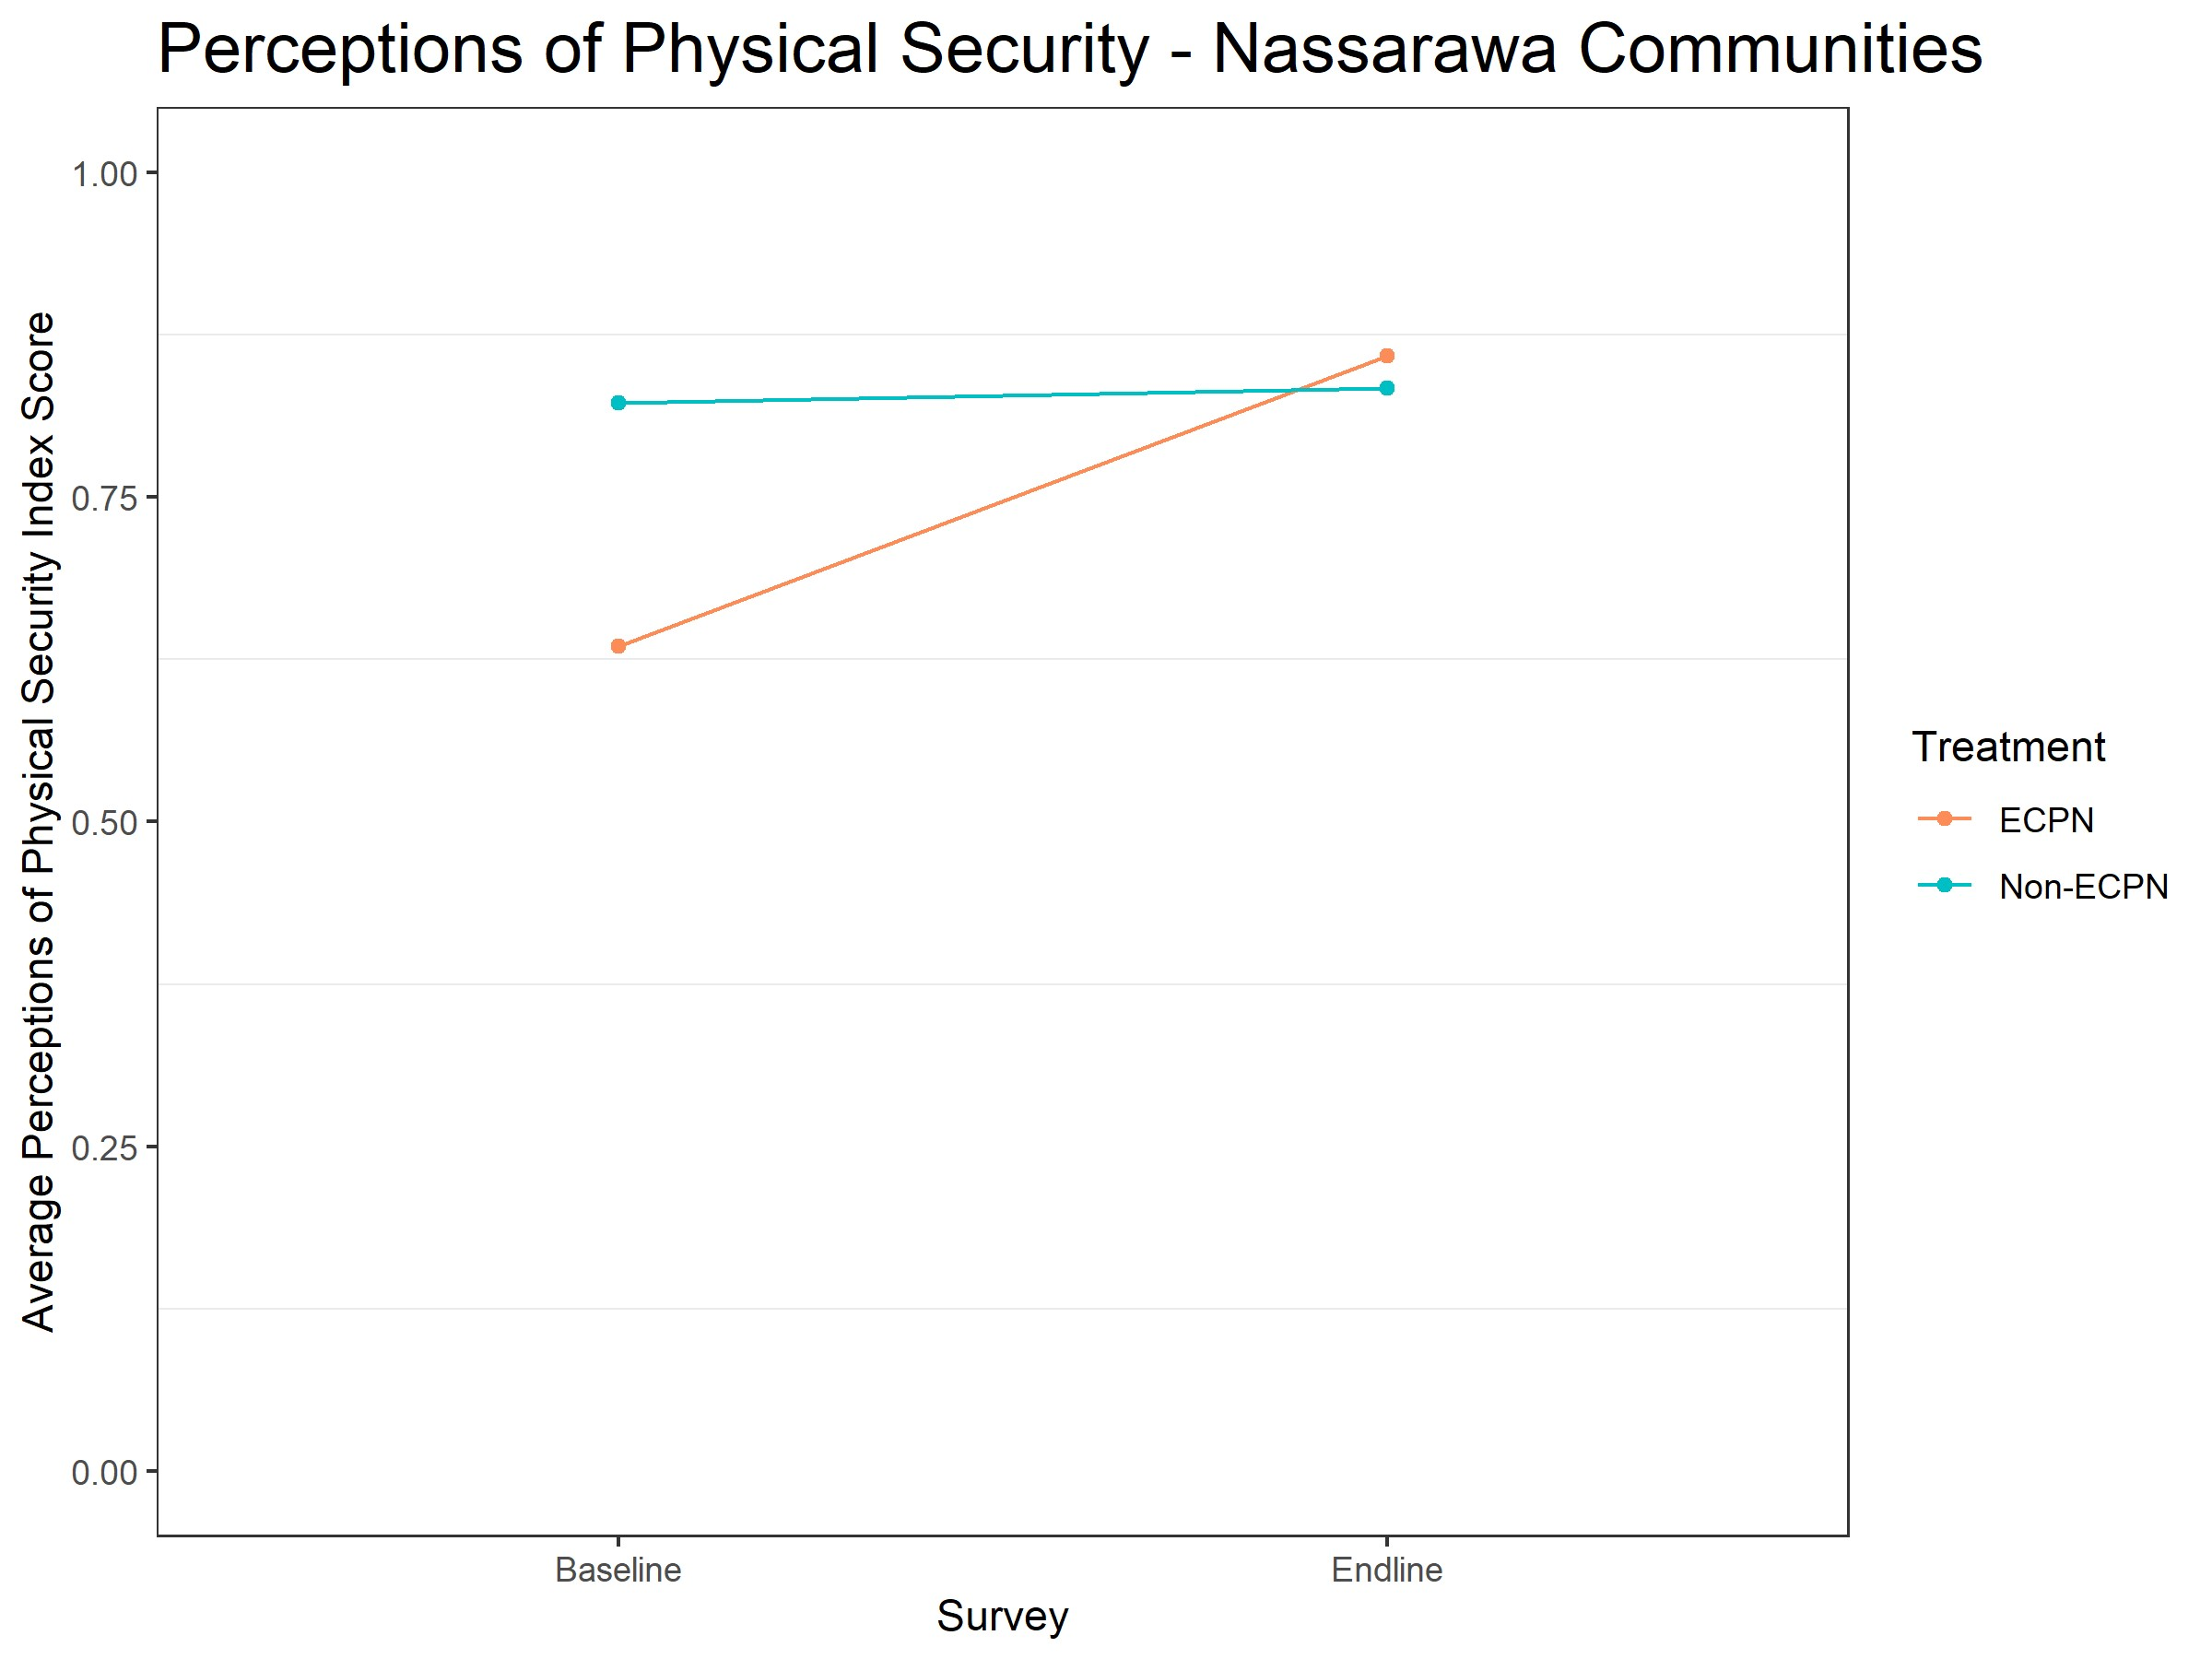 Perceptions of Physical Security - Nassarawa Communities
Average Perceptions of Physical Security Index Score
1.00
0.75
0.50
0.25
0.00
Baseline
Endline
Survey
Treatment
ECPN
Non-ECPN